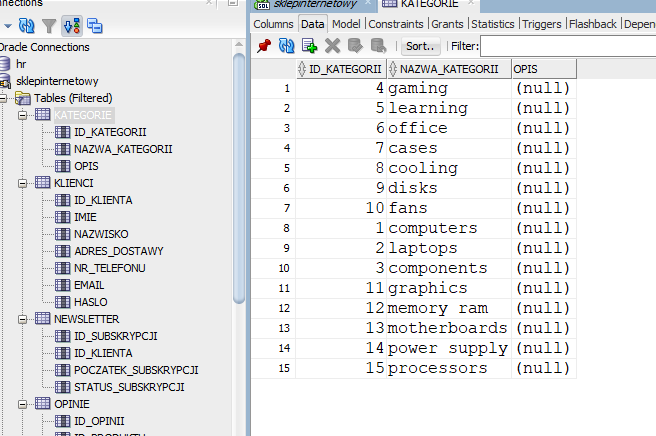 nnections
sklepinternetowy
KATEGORIE
Columns Data Model Constraints Grants Statistics Triggers Flashback Depen
Sort.. Filter:
Oracle Connections
hr
sklepinternetowy
Tables (Filtered)
KATEGORIE
ID_KATEGORII
NAZWA_KATEGORII
OPIS
KLIENCI
ID_KLIENTA
IMIE
NAZWISKO
ADRES_DOSTAWY
NR_TELEFONU
EMAIL
HASLO
NEWSLETTER
ID_SUBSKRYPCJI
ID_KLIENTA
POCZATEK_SUBSKRYPCJI
STATUS_SUBSKRYPCJI
OPINIE
ID_OPINII
ID_KATEGORII NAZWA_KATEGORII OPIS
1 4 gaming (null)
2 5 learning (null)
3 6 office (null)
4 7 cases (null)
5 8 cooling (null)
6 9 disks (null)
7 10 fans (null)
8 1 computers (null)
9 2 laptops (null)
10 3 components (null)
11 11 graphics (null)
12 12 memory ram (null)
13 13 motherboards (null)
14 14 power supply (null)
15 15 processors (null)